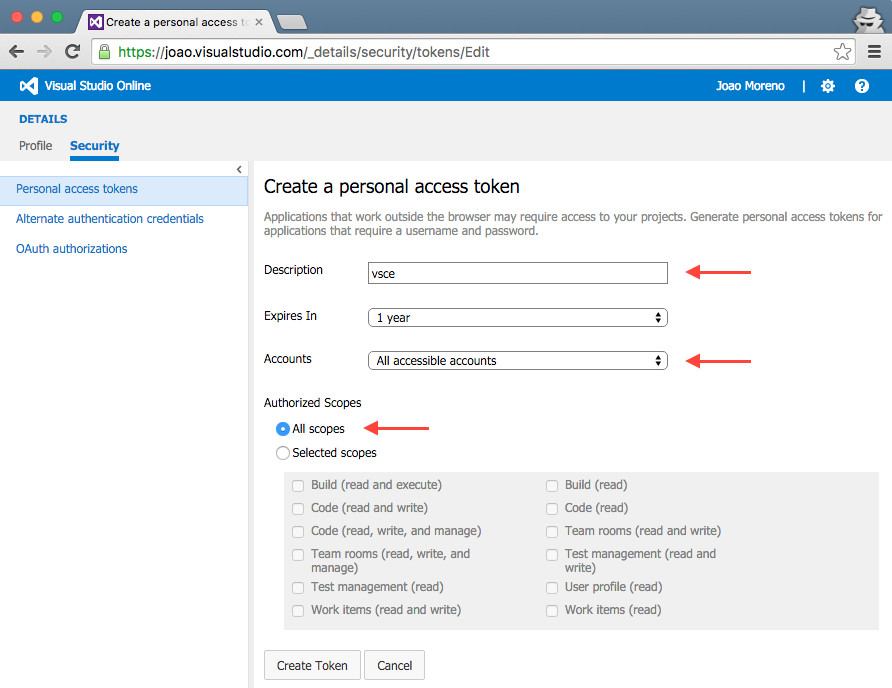 Create a personal access to
https://joao.visualstudio.com/_details/security/tokens/Edit
Visual Studio Online
Joao Moreno
|
?
DETAILS
Profile
Security
Personal access tokens
Alternate authentication credentials
OAuth authorizations
Create a personal access token
Applications that work outside the browser may require access to your projects. Generate personal access tokens for
applications that require a username and password.
Description
vsce
Expires In
1 year
Accounts
All accessible accounts
Authorized Scopes
All scopes
Selected scopes
Build (read and execute)
Build (read)
Code (read and write)
Code (read)
Code (read, write, and manage)
Team rooms (read and write)
Team rooms (read, write, and
manage)
Test management (read and
write)
Test management (read)
User profile (read)
Work items (read and write)
Work items (read)
Create Token
Cancel